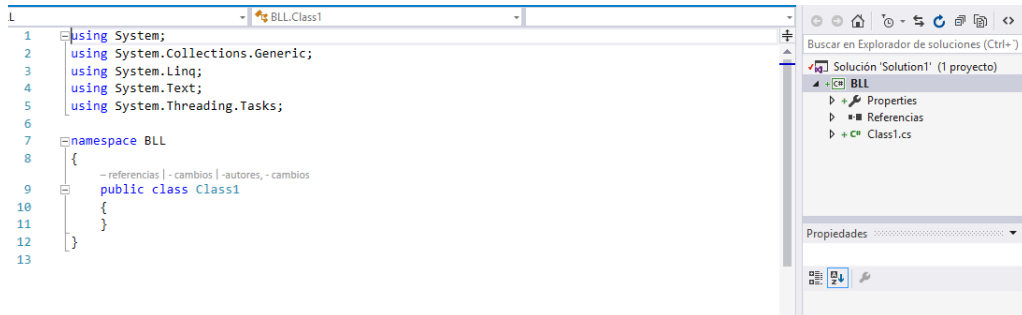 .L
BLL.Class1
1 using System;
2 using System.Collections.Generic;
3 using System.Linq;
4 using System.Text;
5 using System.Threading.Tasks;
6
7 namespace BLL
8 {
– referencias | - cambios | -autores, - cambios
9 public class Class1
10 {
11 }
12 }
13
Buscar en Explorador de soluciones (Ctrl+¨)
Solución 'Solution1' (1 proyecto)
C# BLL
Properties
Referencias
C# Class1.cs
Propiedades